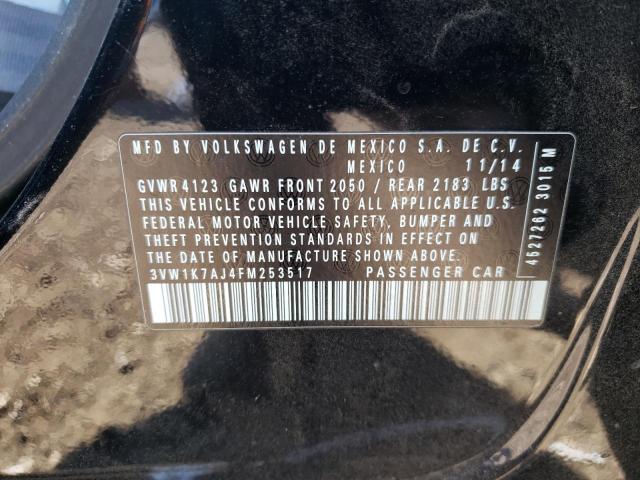 MFD BY VOLKSWAGEN DE MEXICO S.A. DE C.V.
MEXICO 11/14
GVWR 4123 GAWR FRONT 2050 / REAR 2183 LBS
THIS VEHICLE CONFORMS TO ALL APPLICABLE U.S.
FEDERAL MOTOR VEHICLE SAFETY, BUMPER AND
THEFT PREVENTION STANDARDS IN EFFECT ON
THE DATE OF MANUFACTURE SHOWN ABOVE.
3VW1K7AJ4FM253517 PASSENGER CAR
4527262 3015 M